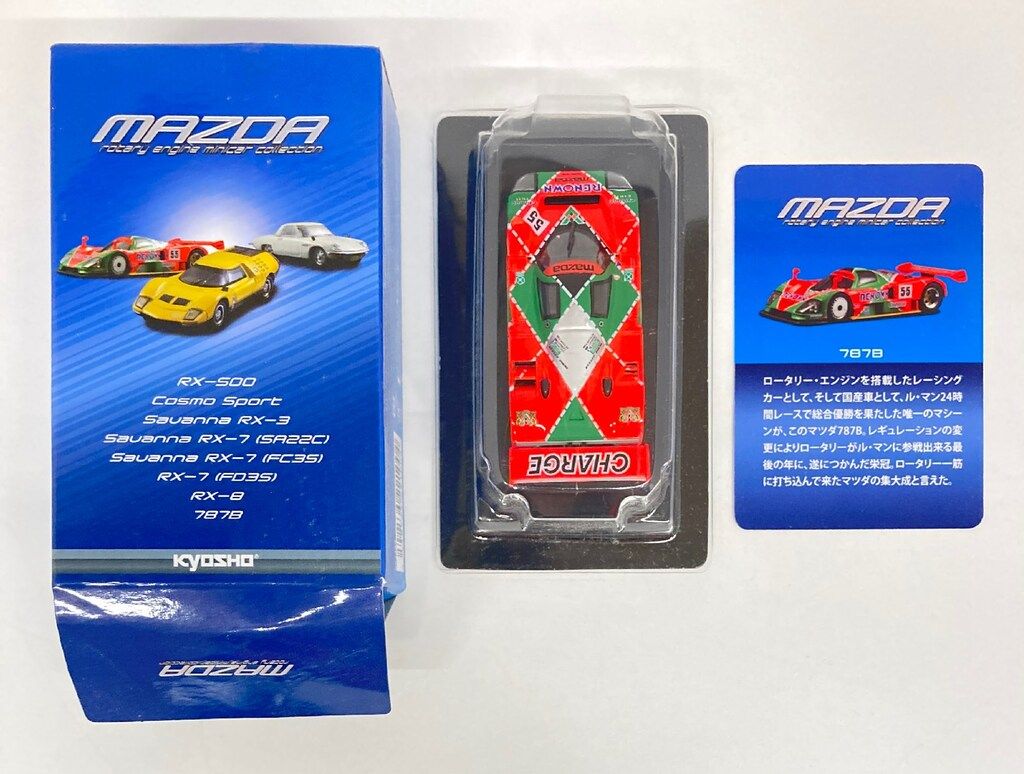 MAZDA
rotary engine minicar collection
RENOWN
55
RX-500
Cosmo Sport
Savanna RX-3
Savanna RX-7 (SA22C)
Savanna RX-7 (FC3S)
RX-7 (FD3S)
RX-8
787B
KYOSHO
MAZDA
rotary engine minicar collection
RENOWN
55
mazda
CHARGE
MAZDA
rotary engine minicar collection
RENOWN
55
787B
ロータリー・エンジンを搭載したレーシング
カーとして、そして国産車として、ル・マン24時
間レースで総合優勝を果たした唯一のマシー
ンが、このマツダ787B。レギュレーションの変
更によりロータリーがル・マンに参戦出来る最
後の年に、遂につかんだ栄冠。ロータリー一筋
に打ち込んで来たマツダの集大成と言えた。